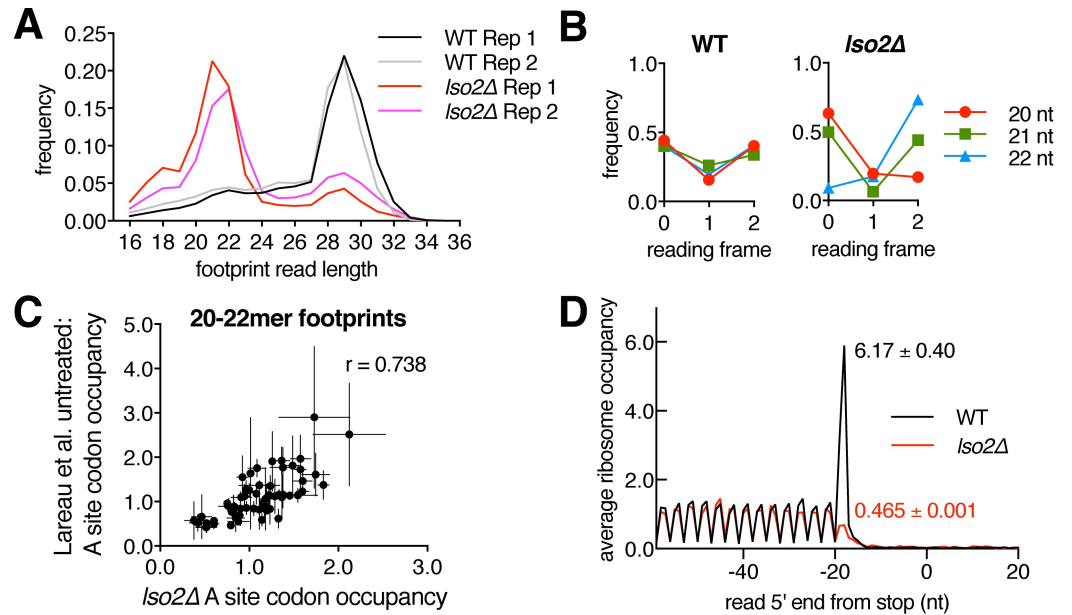 A
0.25
0.20
0.15
0.10
0.05
0.00
frequency
16 18 20 22 24 26 28 30 32 34 36
footprint read length
WT Rep 1
WT Rep 2
lso2Δ Rep 1
lso2Δ Rep 2
B
WT
1.0
0.5
0.0
frequency
0 1 2
reading frame
lso2Δ
1.0
0.5
0.0
0 1 2
reading frame
20 nt
21 nt
22 nt
C
20-22mer footprints
r = 0.738
Lareau et al. untreated:
A site codon occupancy
5.0
4.0
3.0
2.0
1.0
0.0
0.0 1.0 2.0 3.0
lso2Δ A site codon occupancy
D
average ribosome occupancy
6.0
4.0
2.0
0.0
6.17 ± 0.40
WT
lso2Δ
0.465 ± 0.001
-40 -20 0 20
read 5' end from stop (nt)